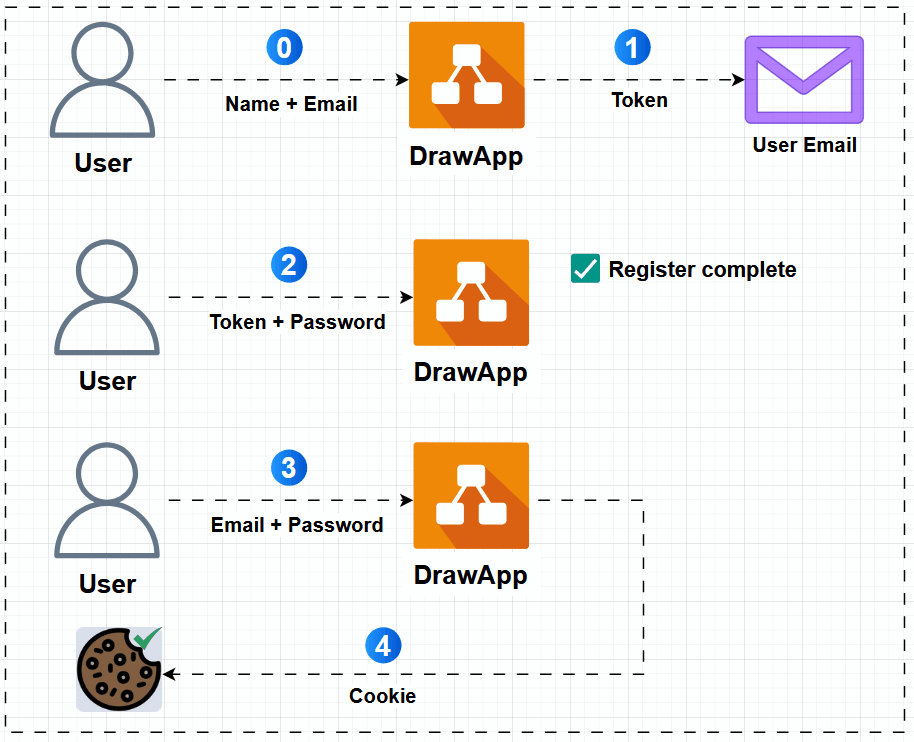 0
1
Name + Email
Token
User
DrawApp
User Email
2
Register complete
Token + Password
User
DrawApp
3
Email + Password
User
DrawApp
4
Cookie